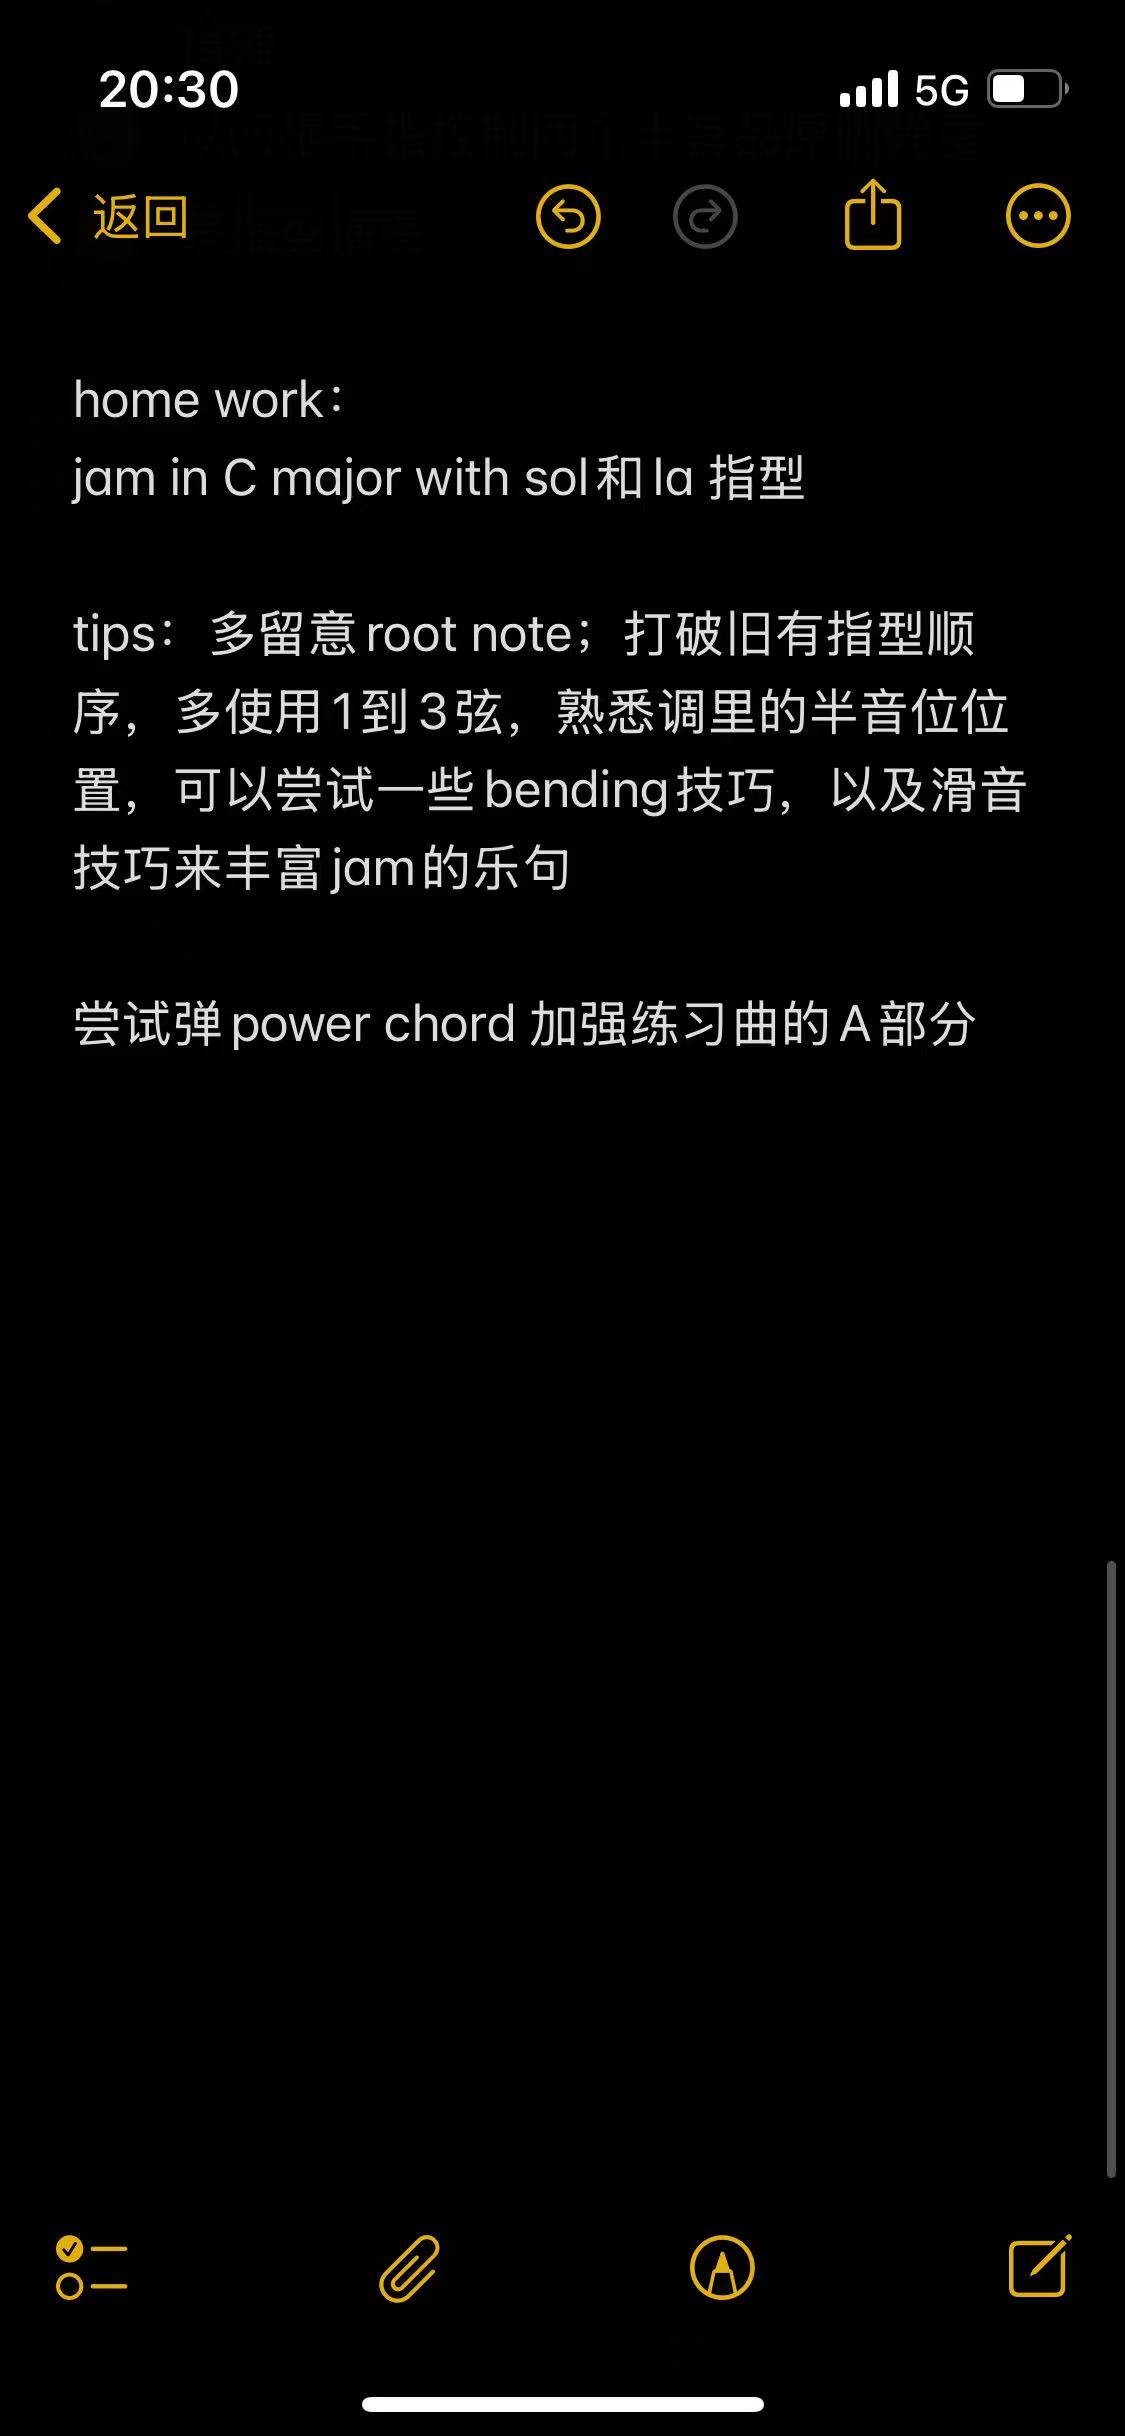 20:30
5G
返回
home work：
jam in C major with sol和la 指型
tips： 多留意root note；打破旧有指型顺
序，多使用1到3弦，熟悉调里的半音位位
置，可以尝试一些bending技巧，以及滑音
技巧来丰富jam的乐句
尝试弹power chord 加强练习曲的A部分